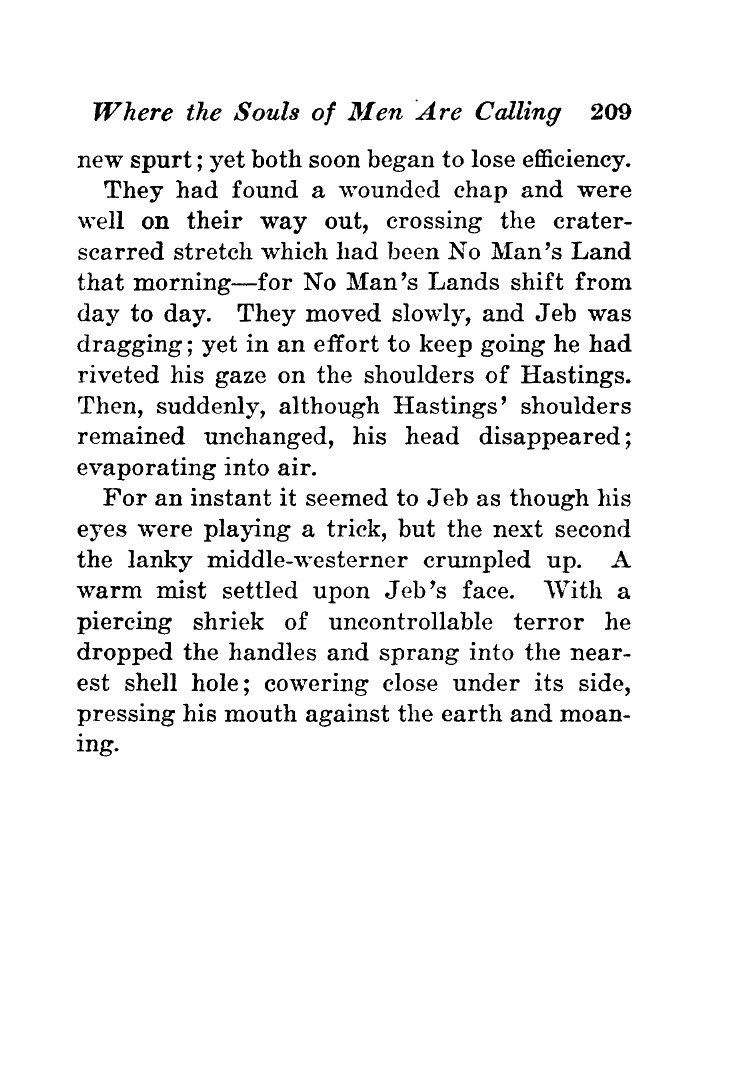 Where the Souls of Men Are Calling 209
new spurt; yet both soon began to lose efficiency.
They had found a wounded chap and were
well on their way out, crossing the crater-
scarred stretch which had been No Man's Land
that morning—for No Man's Lands shift from
day to day. They moved slowly, and Jeb was
dragging; yet in an effort to keep going he had
riveted his gaze on the shoulders of Hastings.
Then, suddenly, although Hastings' shoulders
remained unchanged, his head disappeared;
evaporating into air.
For an instant it seemed to Jeb as though his
eyes were playing a trick, but the next second
the lanky middle-westerner crumpled up. A
warm mist settled upon Jeb's face. With a
piercing shriek of uncontrollable terror he
dropped the handles and sprang into the near-
est shell hole; cowering close under its side,
pressing his mouth against the earth and moan-
ing.